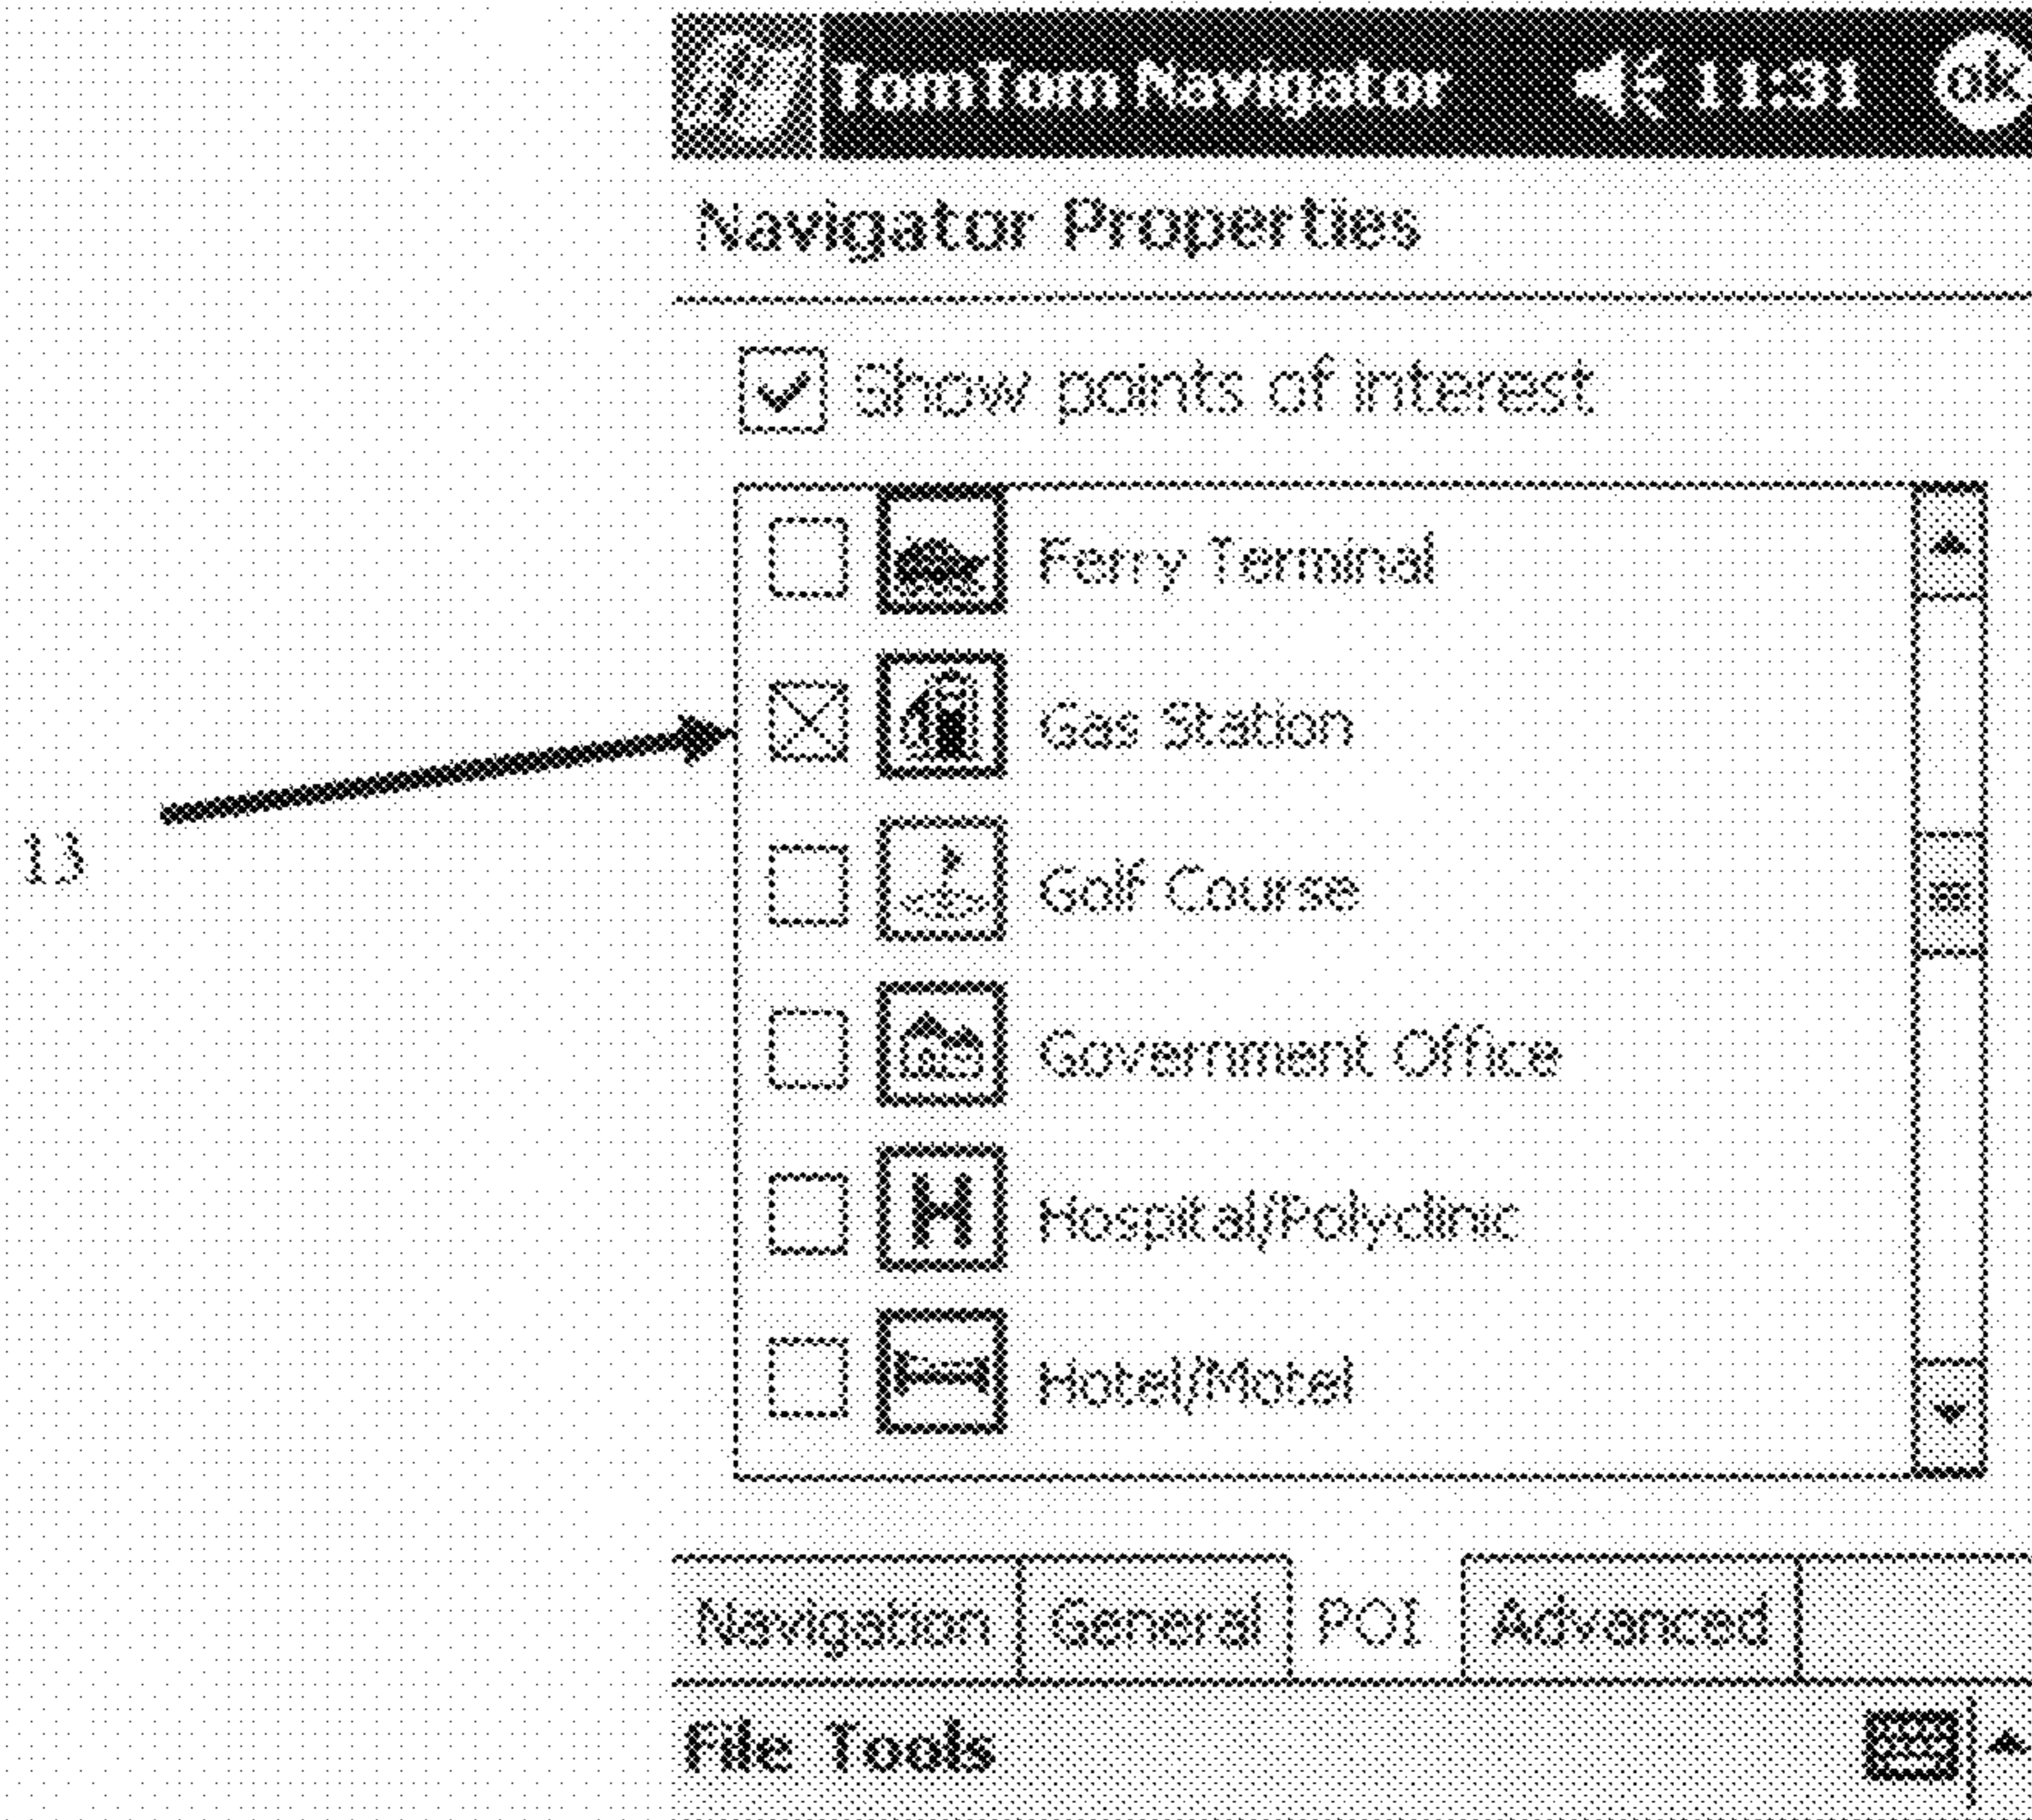 TomTom Navigator 11:31 ok
Navigator Properties
Show points of interest
Ferry Terminal
Gas Station
13
Golf Course
Government Office
H Hospital/Polyclinic
Hotel/Motel
Navigation General POI Advanced
File Tools